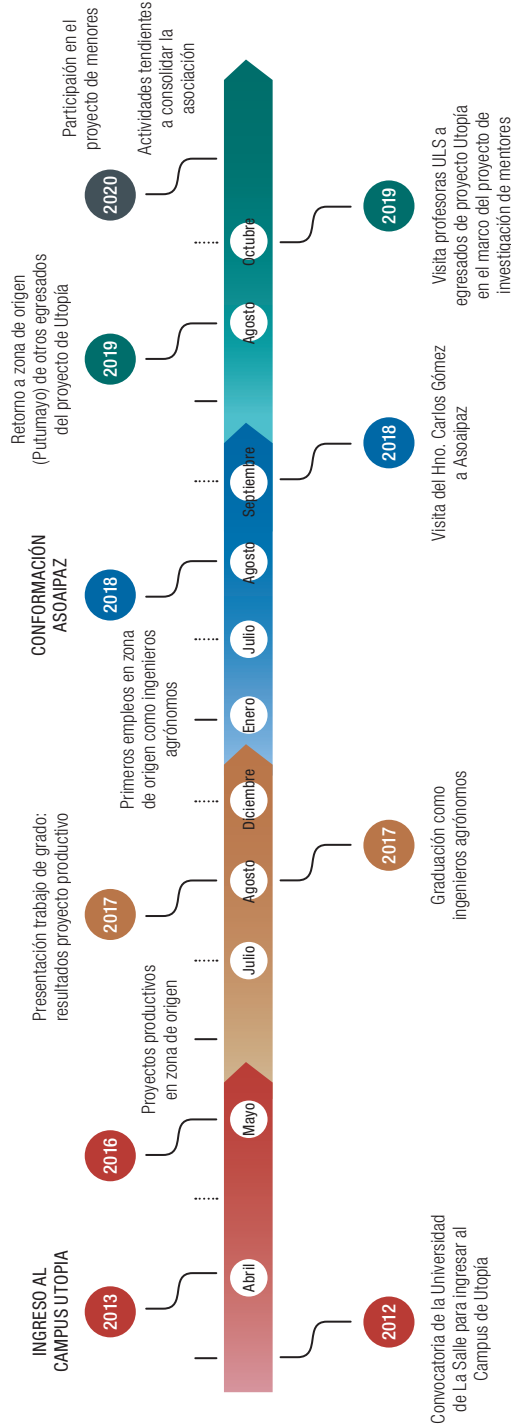 INGRESO AL
CAMPUS UTOPIA
2013
2016
Proyectos productivos
en zona de origen
Presentación trabajo de grado:
resultados proyecto productivo
2017
Primeros empleos en zona
de origen como ingenieros
agrónomos
CONFORMACIÓN
ASOAIPAZ
2018
Retorno a zona de origen
(Putumayo) de otros egresados
del proyecto de Utopía
2019
2020
Participaión en el
proyecto de menores
Actividades tendientes
a consolidar la
asociación
Abril
Mayo
Julio
Agosto
Diciembre
Enero
Julio
Agosto
Septiembre
Agosto
Octubre
2012
Convocatoria de la Universidad
de La Salle para ingresar al
Campus de Utopía
2017
Graduación como
ingenieros agrónomos
2018
Visita del Hno. Carlos Gómez
a Asoaipaz
2019
Visita profesoras ULS a
egresados de proyecto Utopía
en el marco del proyecto de
investigación de mentores